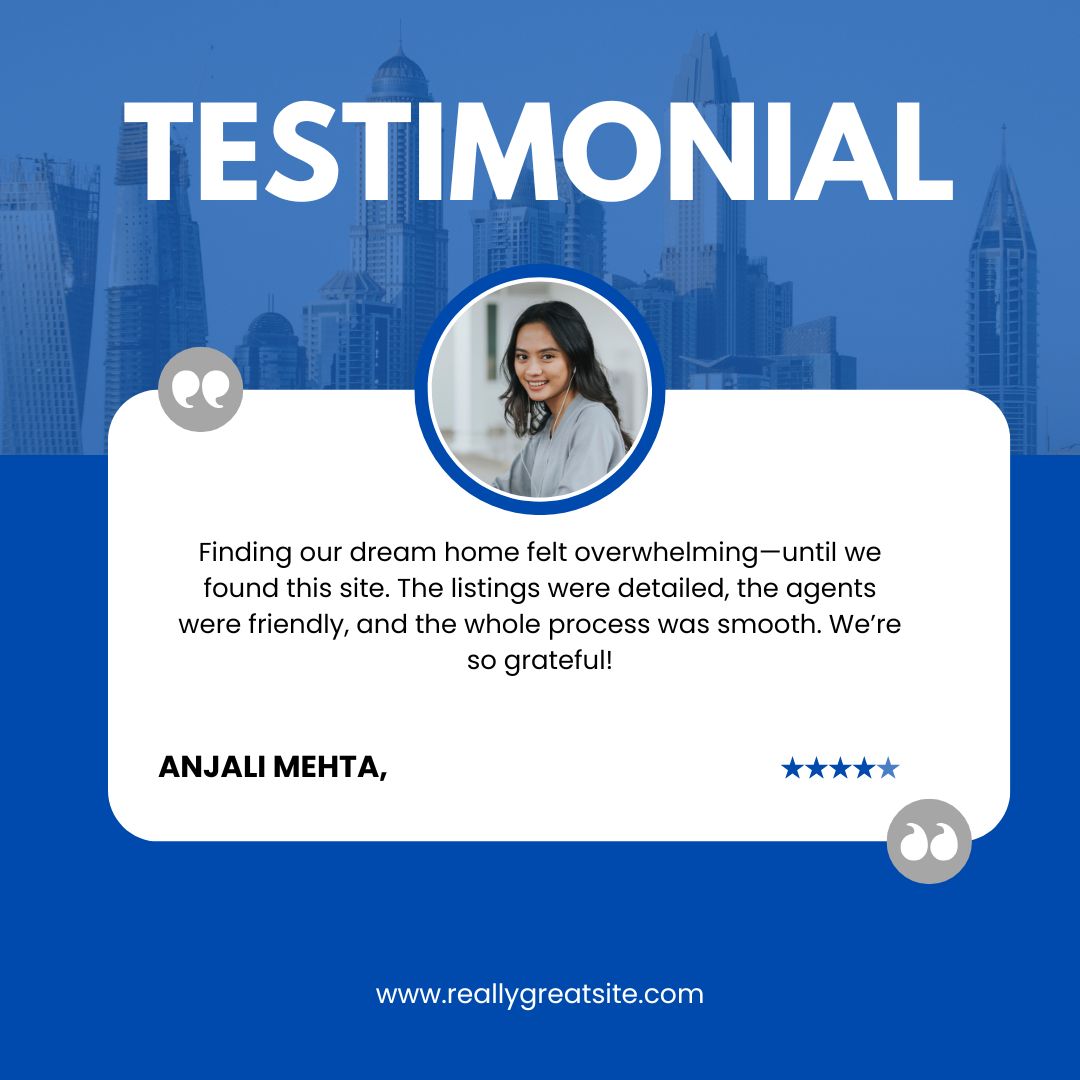 TESTIMONIAL
Finding our dream home felt overwhelming—until we
found this site. The listings were detailed, the agents
were friendly, and the whole process was smooth. We’re
so grateful!
ANJALI MEHTA,
www.reallygreatsite.com